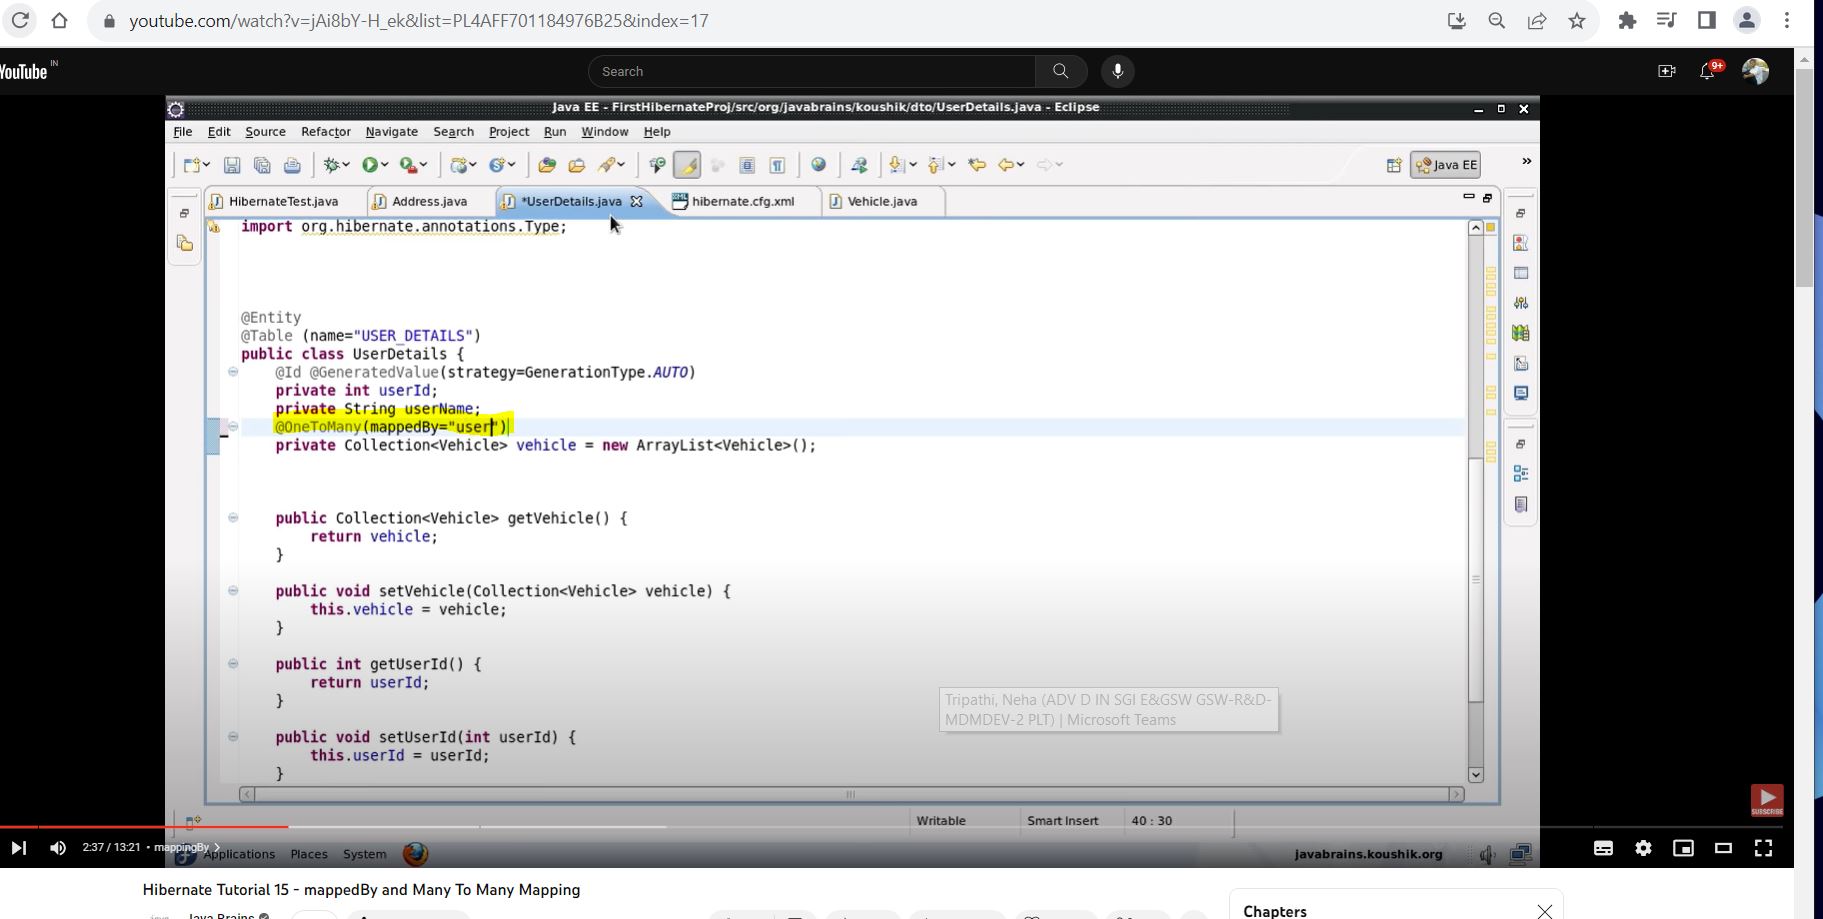 youtube.com/watch?v=jAi8bY-H_ek&list=PL4AFF701184976B25&index=17
YouTube IN
Search
9+
Java EE - FirstHibernateProj/src/org/javabrains/koushik/dto/UserDetails.java - Eclipse
File Edit Source Refactor Navigate Search Project Run Window Help
Java EE »
HibernateTest.java Address.java *UserDetails.java hibernate.cfg.xml Vehicle.java
import org.hibernate.annotations.Type;
@Entity
@Table (name="USER_DETAILS")
public class UserDetails {
@Id @GeneratedValue(strategy=GenerationType.AUTO)
private int userId;
private String userName;
@OneToMany(mappedBy="user")
private Collection<Vehicle> vehicle = new ArrayList<Vehicle>();
public Collection<Vehicle> getVehicle() {
return vehicle;
}
public void setVehicle(Collection<Vehicle> vehicle) {
this.vehicle = vehicle;
}
public int getUserId() {
return userId;
}
public void setUserId(int userId) {
this.userId = userId;
}
Tripathi, Neha (ADV D IN SGI E&GSW GSW-R&D-
MDMDEV-2 PLT) | Microsoft Teams
SUBSCRIBE
Writable Smart Insert 40 : 30
2:37 / 13:21 • mappingBy >
Applications Places System javabrains.koushik.org
Hibernate Tutorial 15 - mappedBy and Many To Many Mapping
Java Brains
Chapters